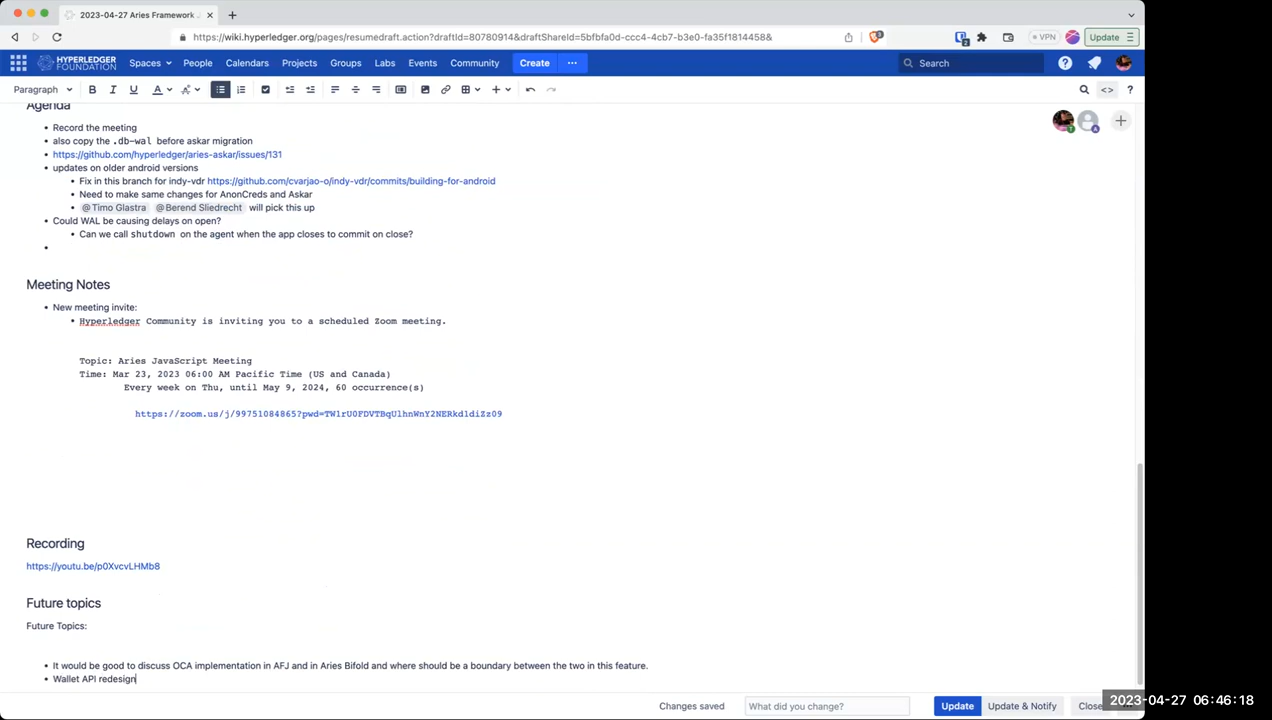 2023-04-27 Aries Framework J
https://wiki.hyperledger.org/pages/resumedraft.action?draftId=80780914&draftShareId=5bfbfa0d-ccc4-4cb7-b3e0-fa35f1814458&
VPN
Update
HYPERLEDGER
FOUNDATION
Spaces
People
Calendars
Projects
Groups
Labs
Events
Community
Create
Search
Paragraph
Agenda
• Record the meeting
• also copy the .db-wal before askar migration
• https://github.com/hyperledger/aries-askar/issues/131
• updates on older android versions
• Fix in this branch for indy-vdr https://github.com/cvarjao-o/indy-vdr/commits/building-for-android
• Need to make same changes for AnonCreds and Askar
• @Timo Glastra @Berend Sliedrecht will pick this up
• Could WAL be causing delays on open?
• Can we call shutdown on the agent when the app closes to commit on close?
•
Meeting Notes
• New meeting invite:
• Hyperledger Community is inviting you to a scheduled Zoom meeting.
Topic: Aries JavaScript Meeting
Time: Mar 23, 2023 06:00 AM Pacific Time (US and Canada)
Every week on Thu, until May 9, 2024, 60 occurrence(s)
https://zoom.us/j/99751084865?pwd=TW1rU0FDVTBqUlhnWnY2NERkd1diZz09
Recording
https://youtu.be/p0XvcvLHMb8
Future topics
Future Topics:
• It would be good to discuss OCA implementation in AFJ and in Aries Bifold and where should be a boundary between the two in this feature.
• Wallet API redesign
Changes saved
What did you change?
Update
Update & Notify
Close
2023-04-27 06:46:18